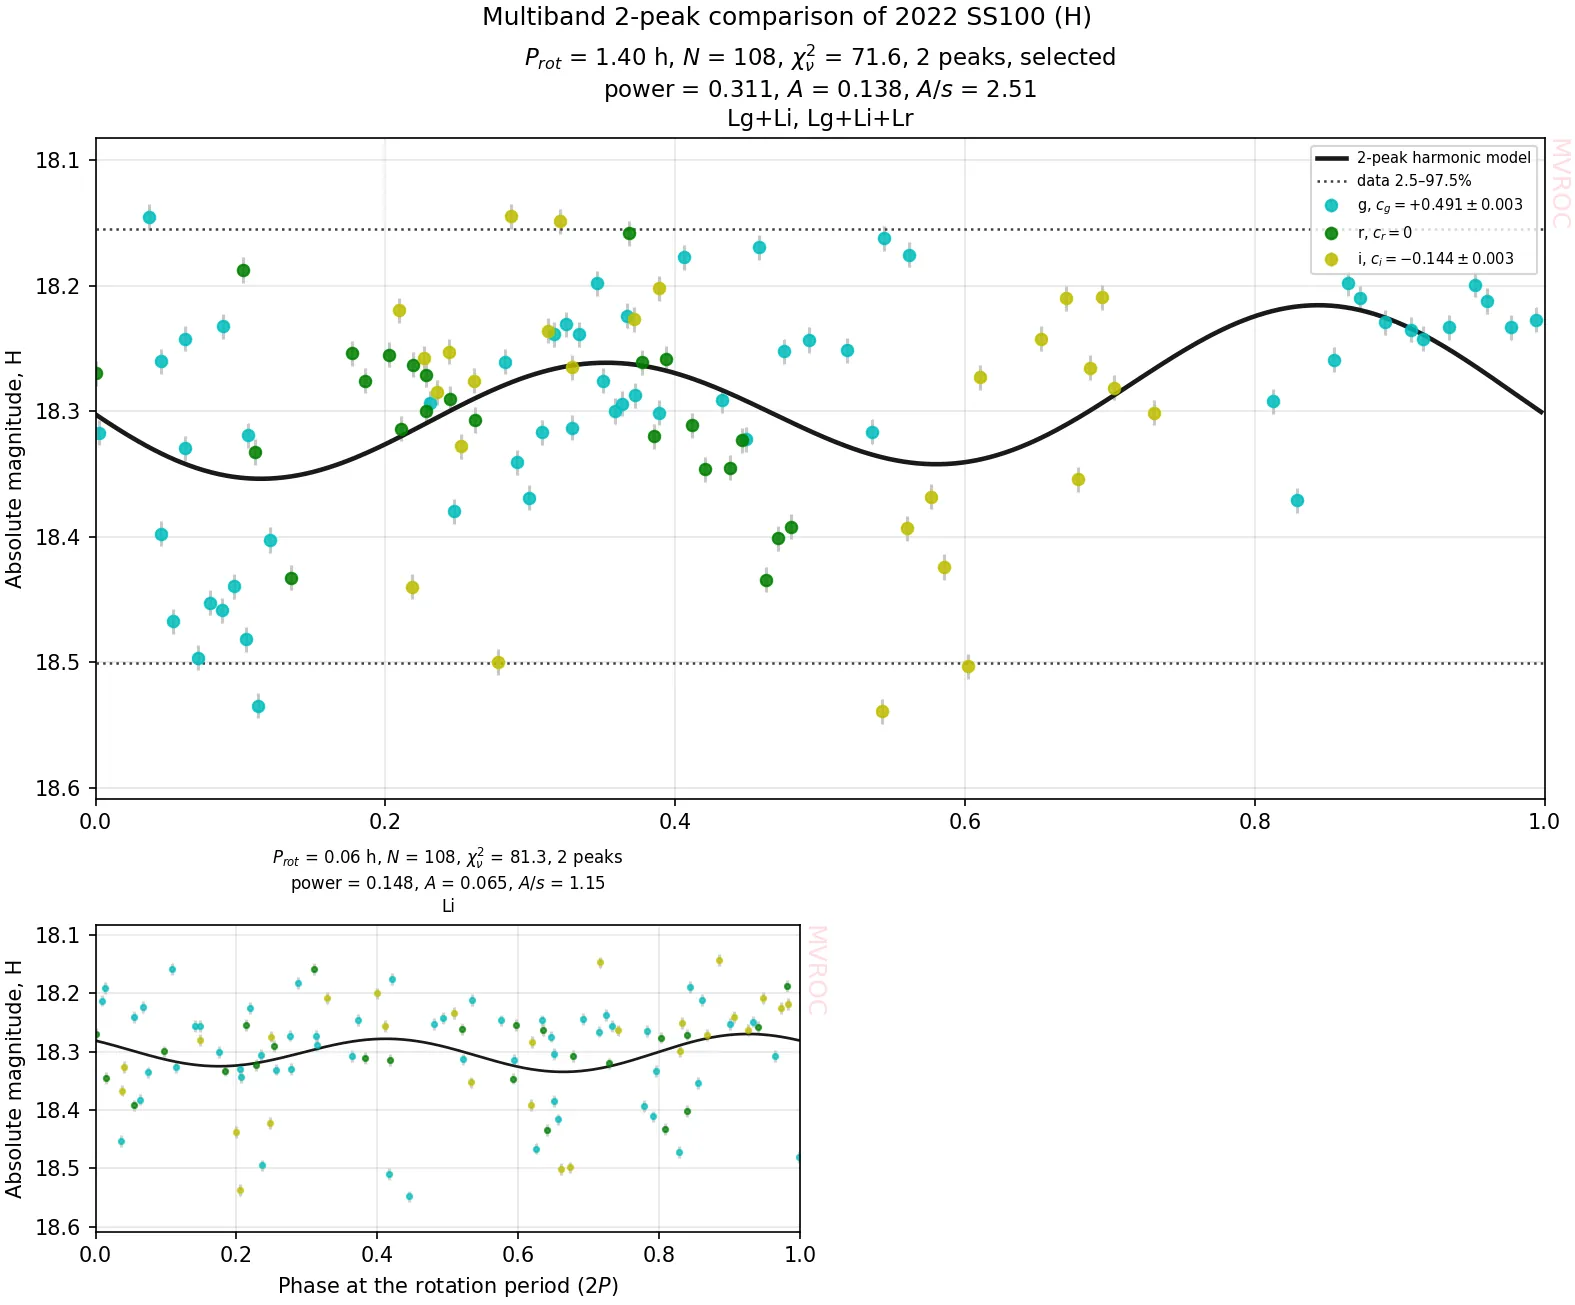 Multiband 2-peak comparison of 2022 SS100 (H)
P_rot = 1.40 h, N = 108, χ²_ν = 71.6, 2 peaks, selected
power = 0.311, A = 0.138, A/s = 2.51
Lg+Li, Lg+Li+Lr
Absolute magnitude, H
18.1
18.2
18.3
18.4
18.5
18.6
0.0 0.2 0.4 0.6 0.8 1.0
2-peak harmonic model
data 2.5–97.5%
g, c_g = +0.491 ± 0.003
r, c_r = 0
i, c_i = −0.144 ± 0.003
MVROC
P_rot = 0.06 h, N = 108, χ²_ν = 81.3, 2 peaks
power = 0.148, A = 0.065, A/s = 1.15
Li
Absolute magnitude, H
18.1
18.2
18.3
18.4
18.5
18.6
0.0 0.2 0.4 0.6 0.8 1.0
Phase at the rotation period (2P)
MVROC